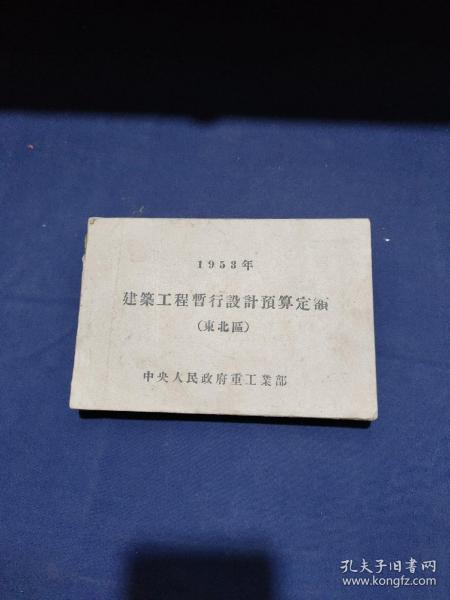 1953年
建築工程暫行設計預算定額
(東北區)
中央人民政府重工業部
孔夫子旧书网
www.kongfz.com